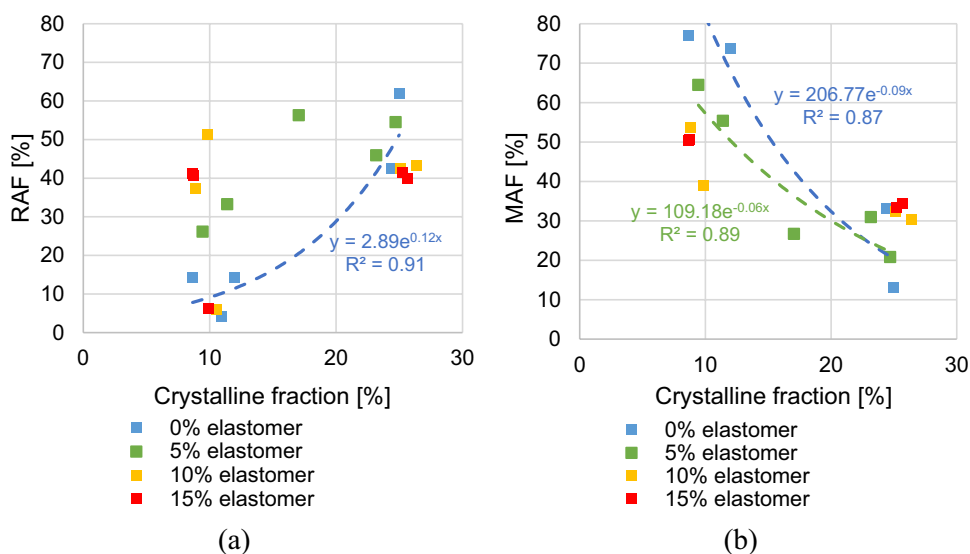 80
70
60
50
40
30
20
10
0
RAF [%]
y = 2.89e^0.12x
R² = 0.91
0 10 20 30
Crystalline fraction [%]
0% elastomer
5% elastomer
10% elastomer
15% elastomer
(a)
80
70
60
50
40
30
20
10
0
MAF [%]
y = 206.77e^-0.09x
R² = 0.87
y = 109.18e^-0.06x
R² = 0.89
0 10 20 30
Crystalline fraction [%]
0% elastomer
5% elastomer
10% elastomer
15% elastomer
(b)